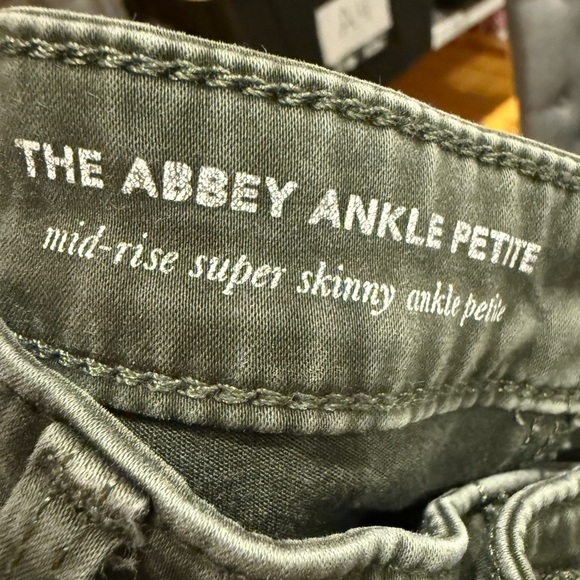 THE ABBEY ANKLE PETITE
mid-rise super skinny ankle petite